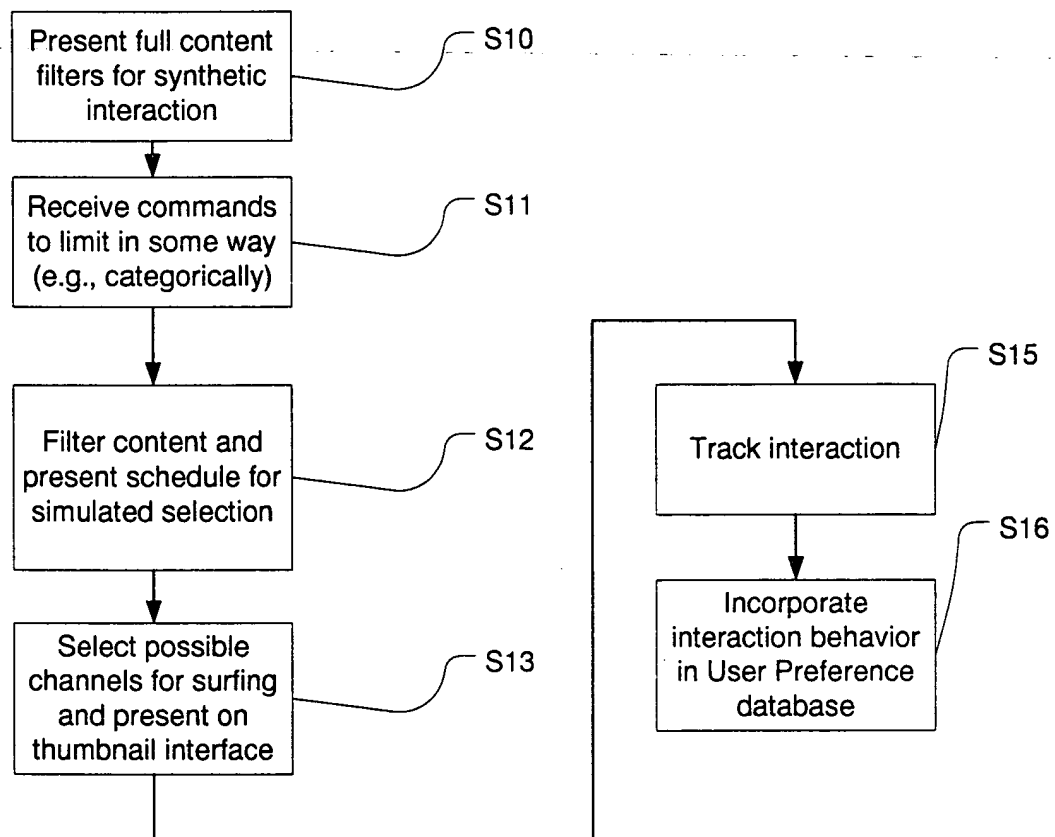 Present full content
filters for synthetic
interaction
S10
Receive commands
to limit in some way
(e.g., categorically)
S11
Filter content and
present schedule for
simulated selection
S12
Select possible
channels for surfing
and present on
thumbnail interface
S13
Track interaction
S15
Incorporate
interaction behavior
in User Preference
database
S16